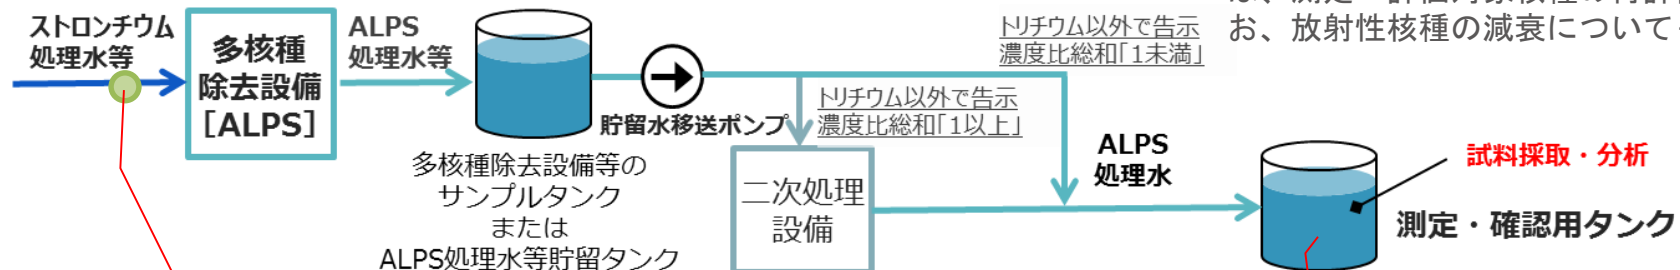 ストロンチウム
処理水等
多核種
除去設備
[ALPS]
ALPS
処理水等
貯留水移送ポンプ
多核種除去設備等の
サンプルタンク
または
ALPS処理水等貯留タンク
トリチウム以外で告示
濃度比総和「1未満」
トリチウム以外で告示
濃度比総和「1以上」
二次処理
設備
ALPS
処理水
試料採取・分析
測定・確認用タンク
お、放射性核種の減衰について